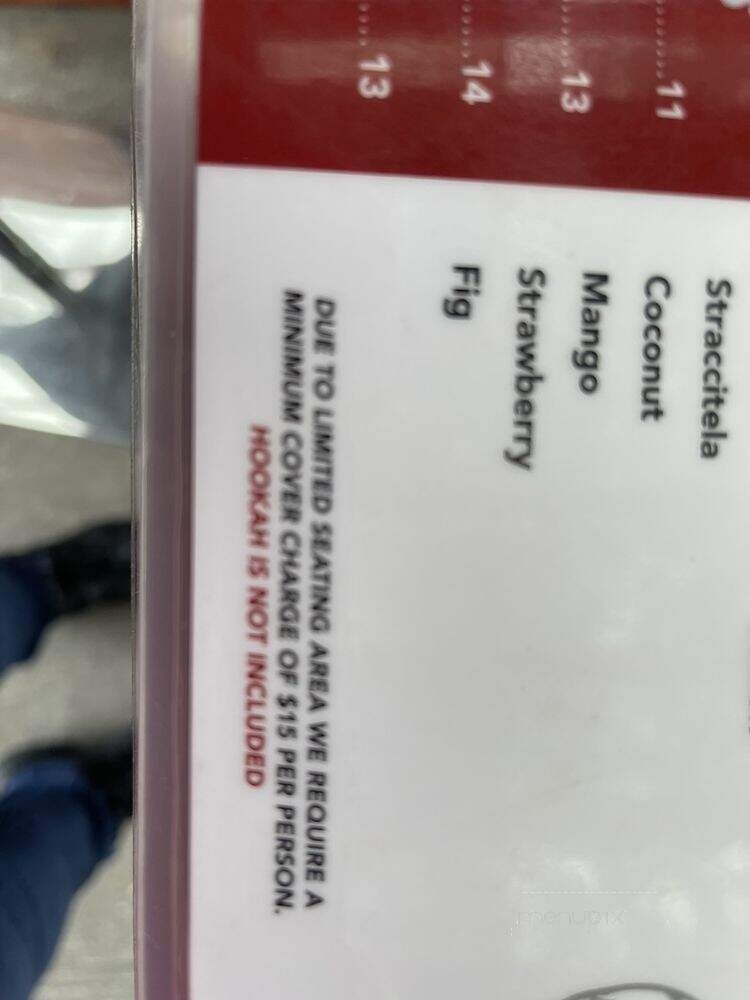 .........11
......13
......14
....13
Straccitela
Coconut
Mango
Strawberry
Fig
DUE TO LIMITED SEATING AREA WE REQUIRE A
MINIMUM COVER CHARGE OF $15 PER PERSON.
HOOKAH IS NOT INCLUDED
menupix